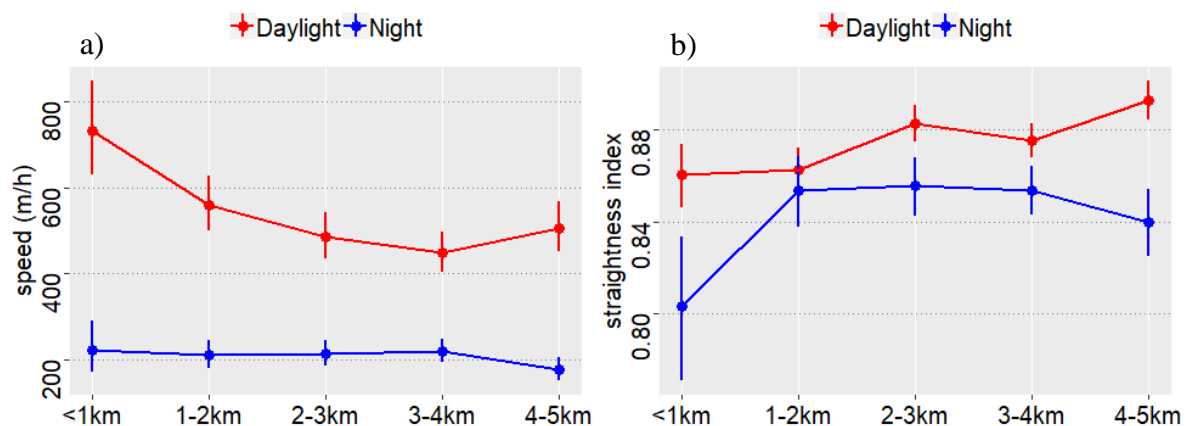 Daylight Night
a)
speed (m/h)
800
600
400
200
<1km 1-2km 2-3km 3-4km 4-5km
Daylight Night
b)
straightness index
0.88
0.84
0.80
<1km 1-2km 2-3km 3-4km 4-5km